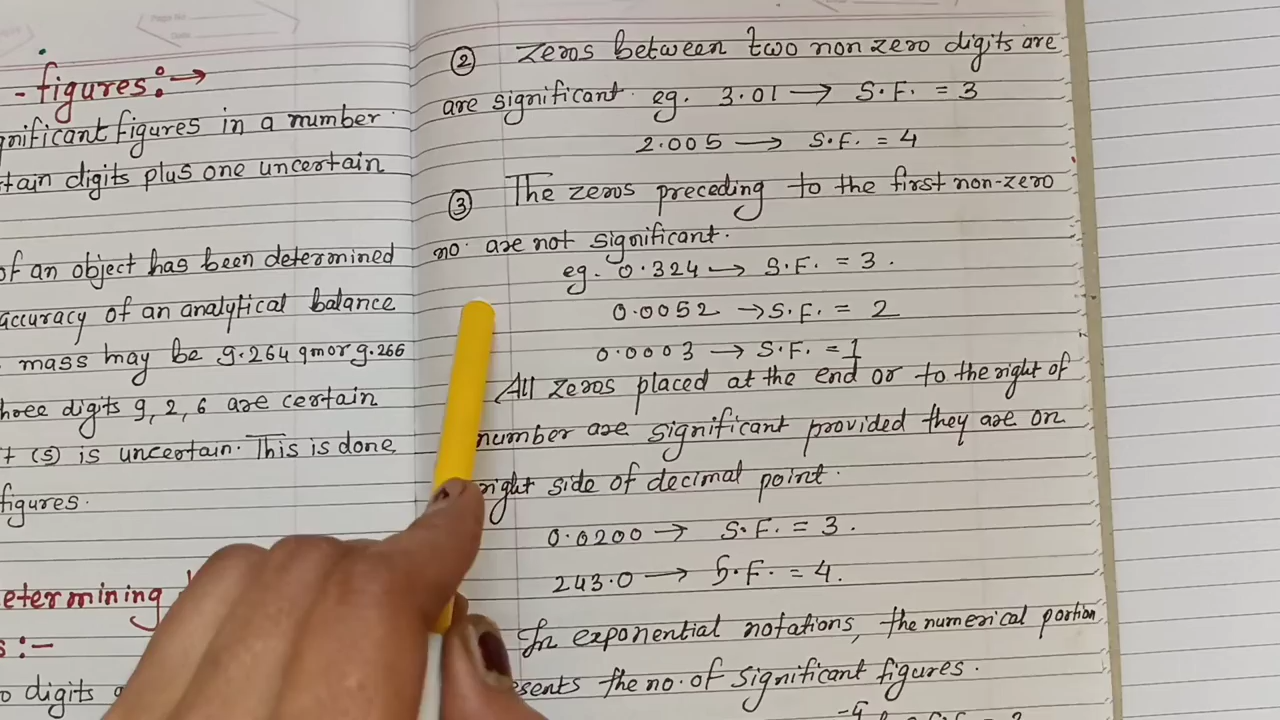 - figures :→
gnificant figures in a number
tain digits plus one uncertain
of an object has been determined
accuracy of an analytical balance
mass may be 9.264 gm or 9.266
hree digits 9, 2, 6 are certain
t (s) is uncertain. This is done
figures.
etermining
s :-
o digits a
② Zeros between two non zero digits are
are significant. eg. 3.01 → S.F. = 3
2.005 → S.F. = 4
③ The zeros preceding to the first non-zero
no. are not significant.
eg. 0.324 → S.F. = 3.
0.0052 → S.F. = 2
0.0003 → S.F. = 1
All zeros placed at the end or to the right of
number are significant provided they are on
right side of decimal point.
0.0200 → S.F. = 3.
243.0 → S.F. = 4.
In exponential notations, the numerical portion
esents the no. of significant figures.